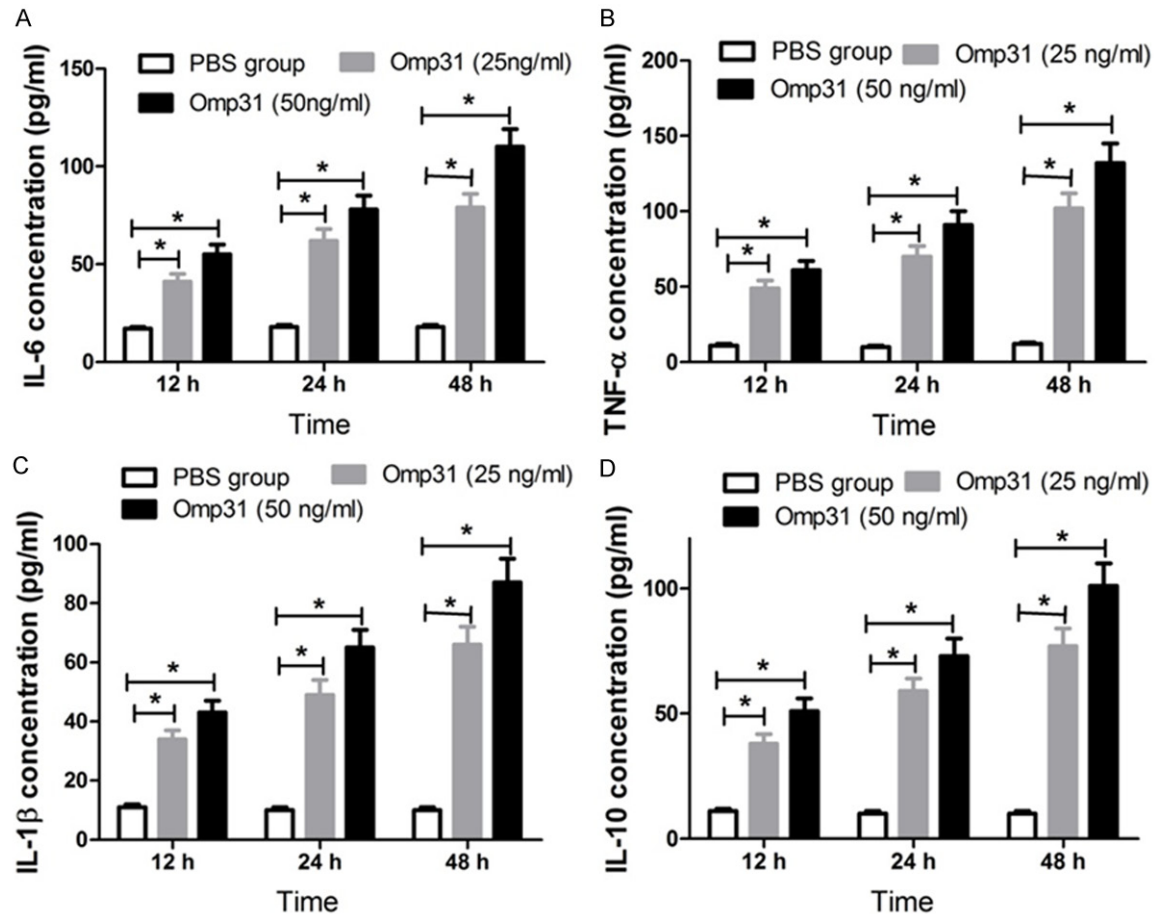 A
PBS group
Omp31 (25ng/ml)
Omp31 (50ng/ml)
IL-6 concentration (pg/ml)
150
100
50
0
* * * * * *
12 h 24 h 48 h
Time
B
PBS group
Omp31 (25 ng/ml)
Omp31 (50 ng/ml)
TNF-α concentration (pg/ml)
200
150
100
50
0
* * * * * *
12 h 24 h 48 h
Time
C
PBS group
Omp31 (25 ng/ml)
Omp31 (50 ng/ml)
IL-1β concentration (pg/ml)
100
80
60
40
20
0
* * * * * *
12 h 24 h 48 h
Time
D
PBS group
Omp31 (25 ng/ml)
Omp31 (50 ng/ml)
IL-10 concentration (pg/ml)
100
50
0
* * * * * *
12 h 24 h 48 h
Time